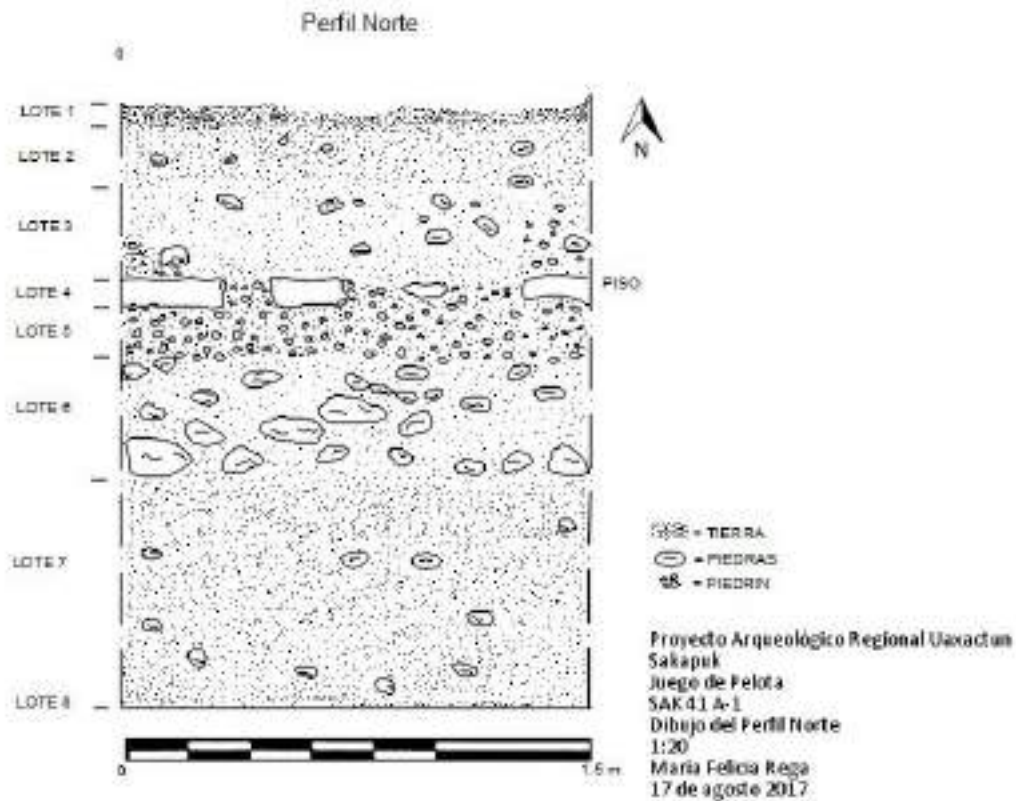 Perfil Norte
0
LOTE 1
N
LOTE 2
LOTE 3
LOTE 4
PISO
LOTE 5
LOTE 6
= TIERRA
= PIEDRAS
LOTE 7
= PIEDRIN
Proyecto Arqueológico Regional Uaxactun
Sakapuk
Juego de Pelota
SAK 41 A-1
Dibujo del Perfil Norte
LOTE 8
1:20
0
1.5 m
Maria Felicia Rega
17 de agosto 2017